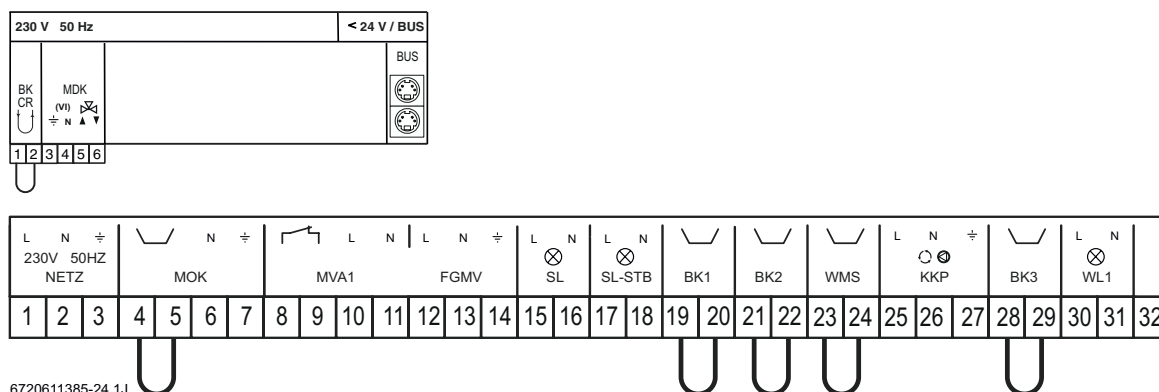 230 V 50 Hz < 24 V / BUS
BUS
BK MDK
CR
(VI)
N
1 2 3 4 5 6
L N N L N L N L N L N L N L N
230V 50HZ
NETZ MOK MVA1 FGMV SL SL-STB BK1 BK2 WMS KKP BK3 WL1
1 2 3 4 5 6 7 8 9 10 11 12 13 14 15 16 17 18 19 20 21 22 23 24 25 26 27 28 29 30 31 32
6720611385-24.1J